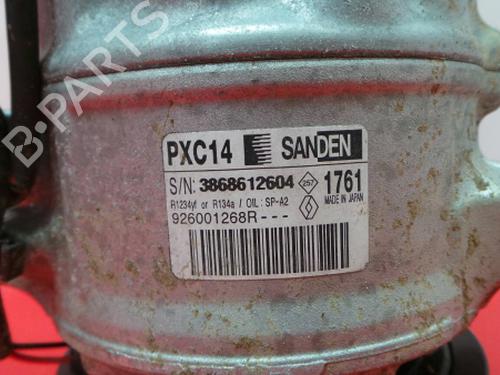 B-PARTS
PXC14 SANDEN
S/N: 3868612604 257 1761
R1234yf or R134a / OIL: SP-A2 MADE IN JAPAN
926001268R---